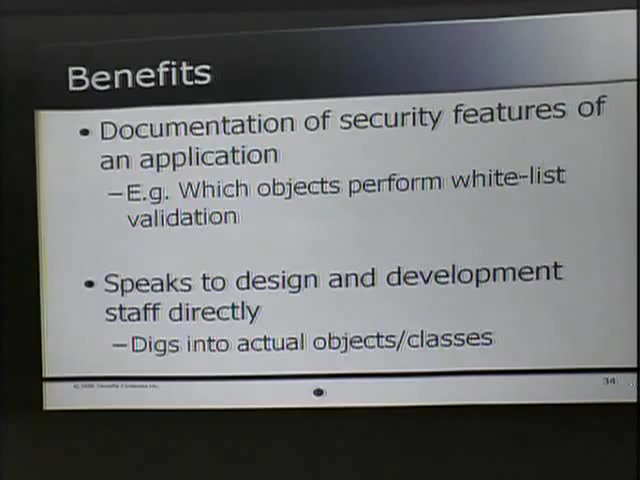 Benefits
• Documentation of security features of
an application
–E.g. Which objects perform white-list
validation
• Speaks to design and development
staff directly
–Digs into actual objects/classes
34